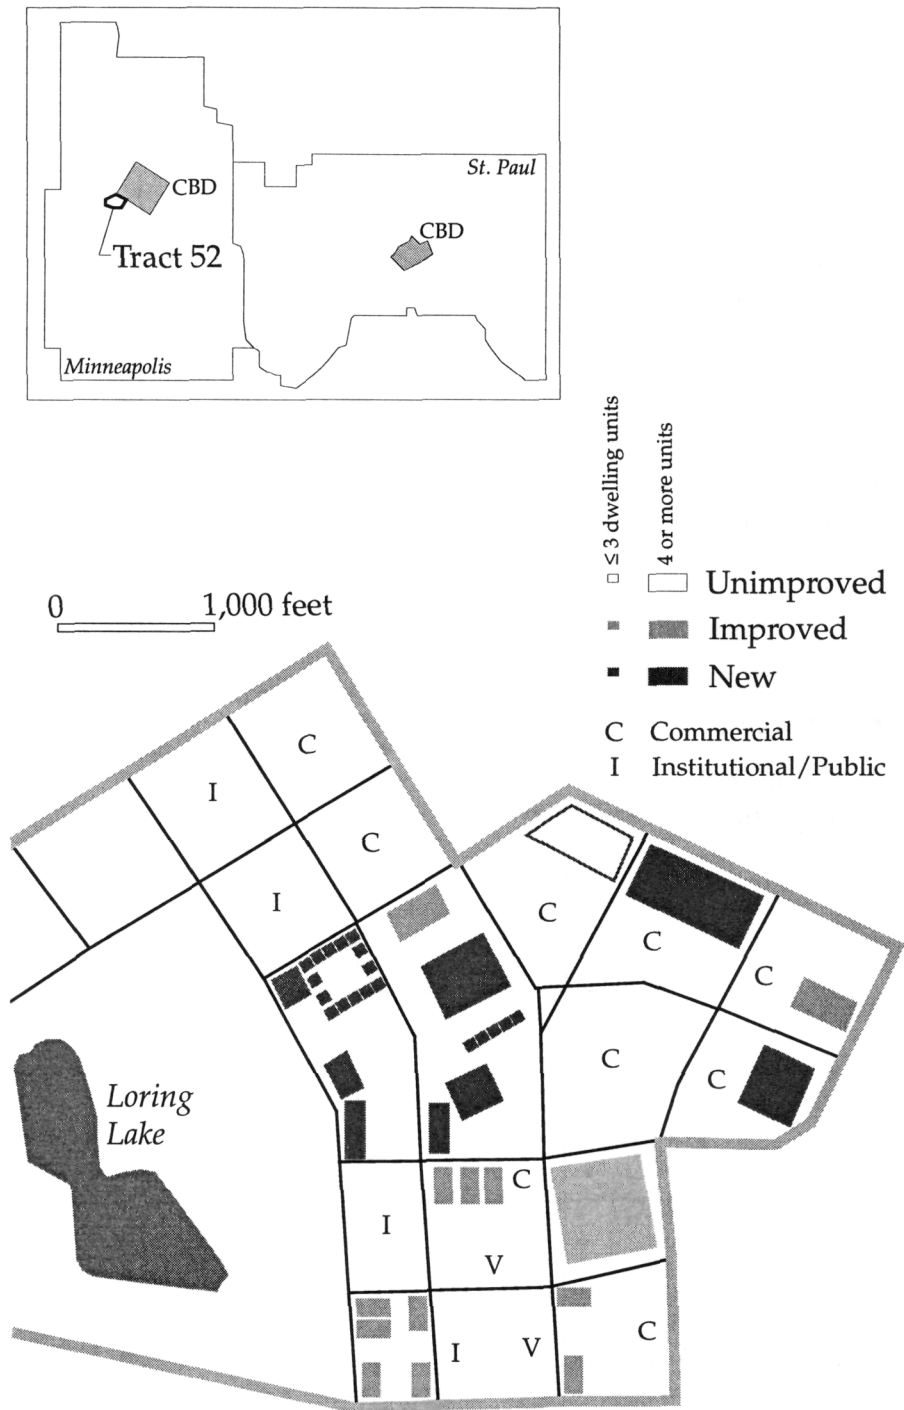 St. Paul
CBD
CBD
Tract 52
Minneapolis
≤ 3 dwelling units
4 or more units
Unimproved
0 1,000 feet
Improved
New
C Commercial
I Institutional/Public
C
I
C
I
C
C
C
C
C
Loring
Lake
C
I
V
I
V
C